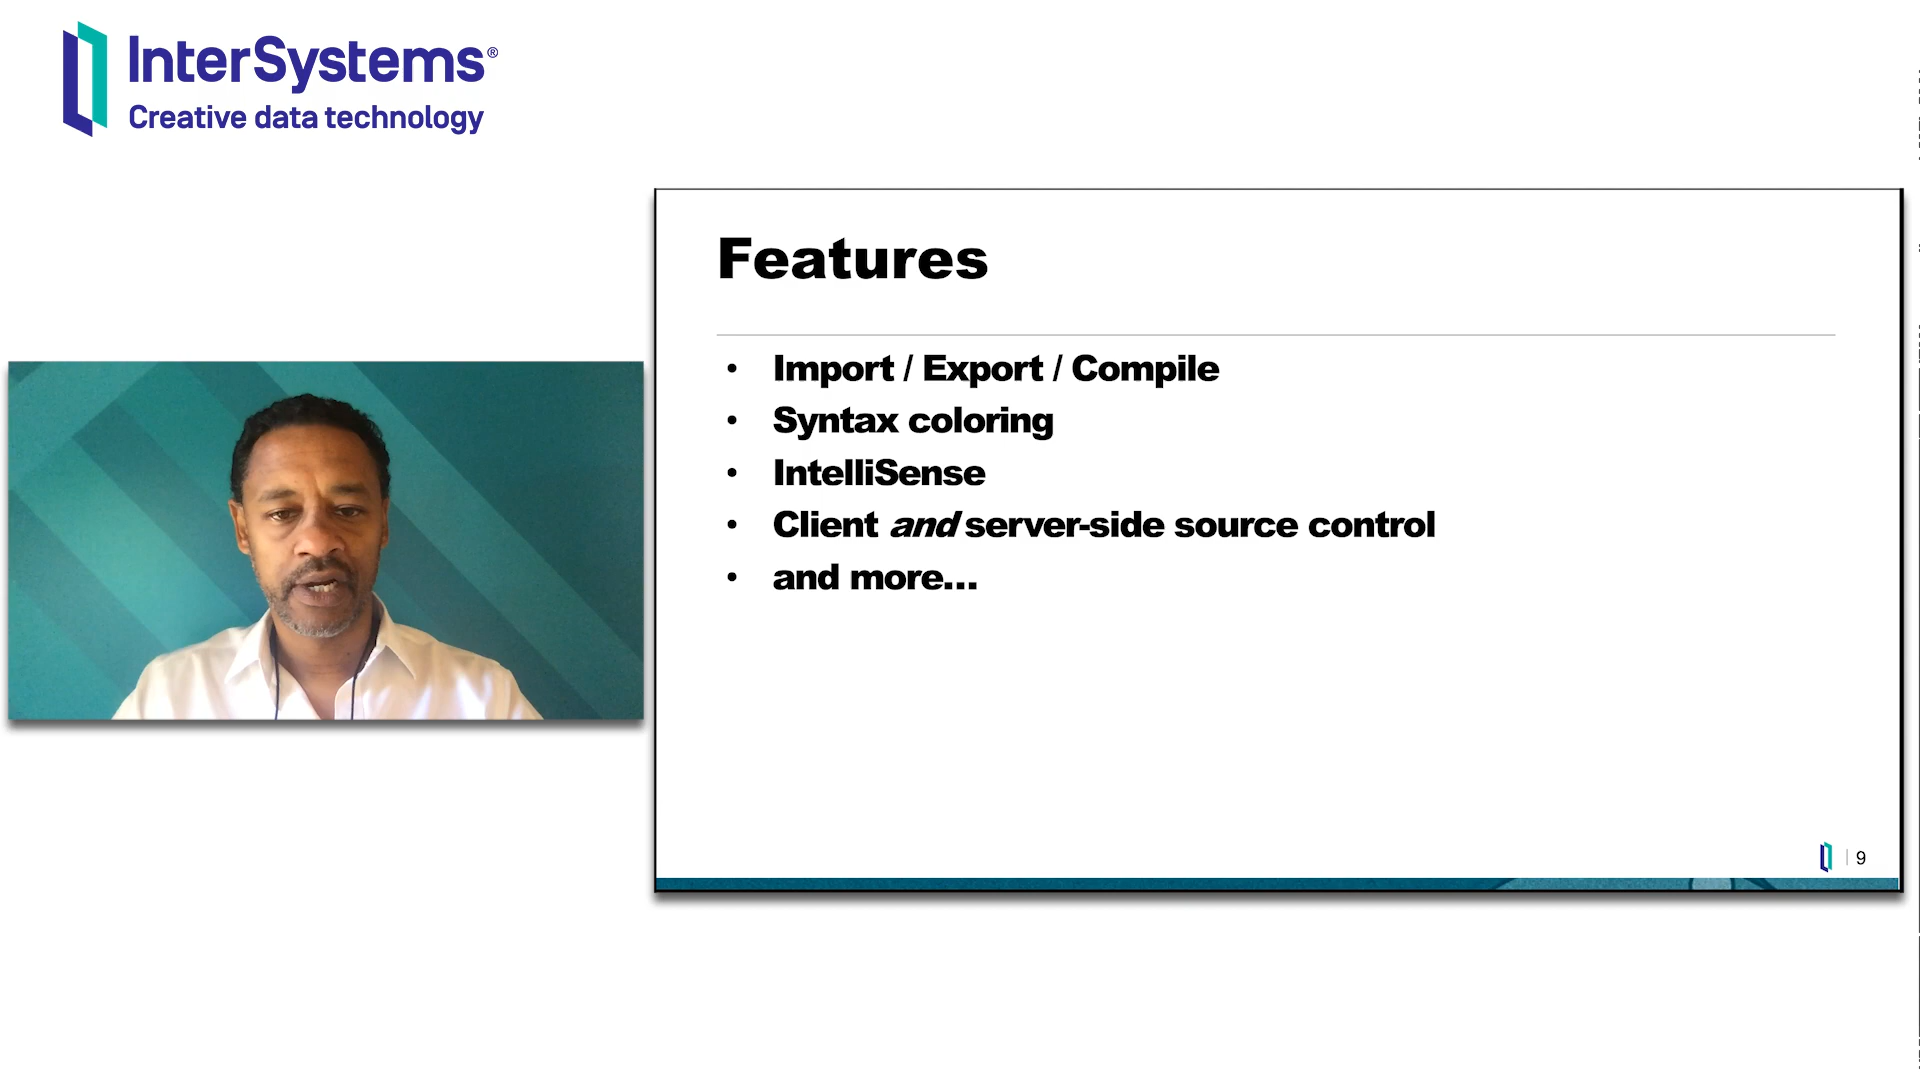 InterSystems®
Creative data technology
Features
• Import / Export / Compile
• Syntax coloring
• IntelliSense
• Client and server-side source control
• and more...
9